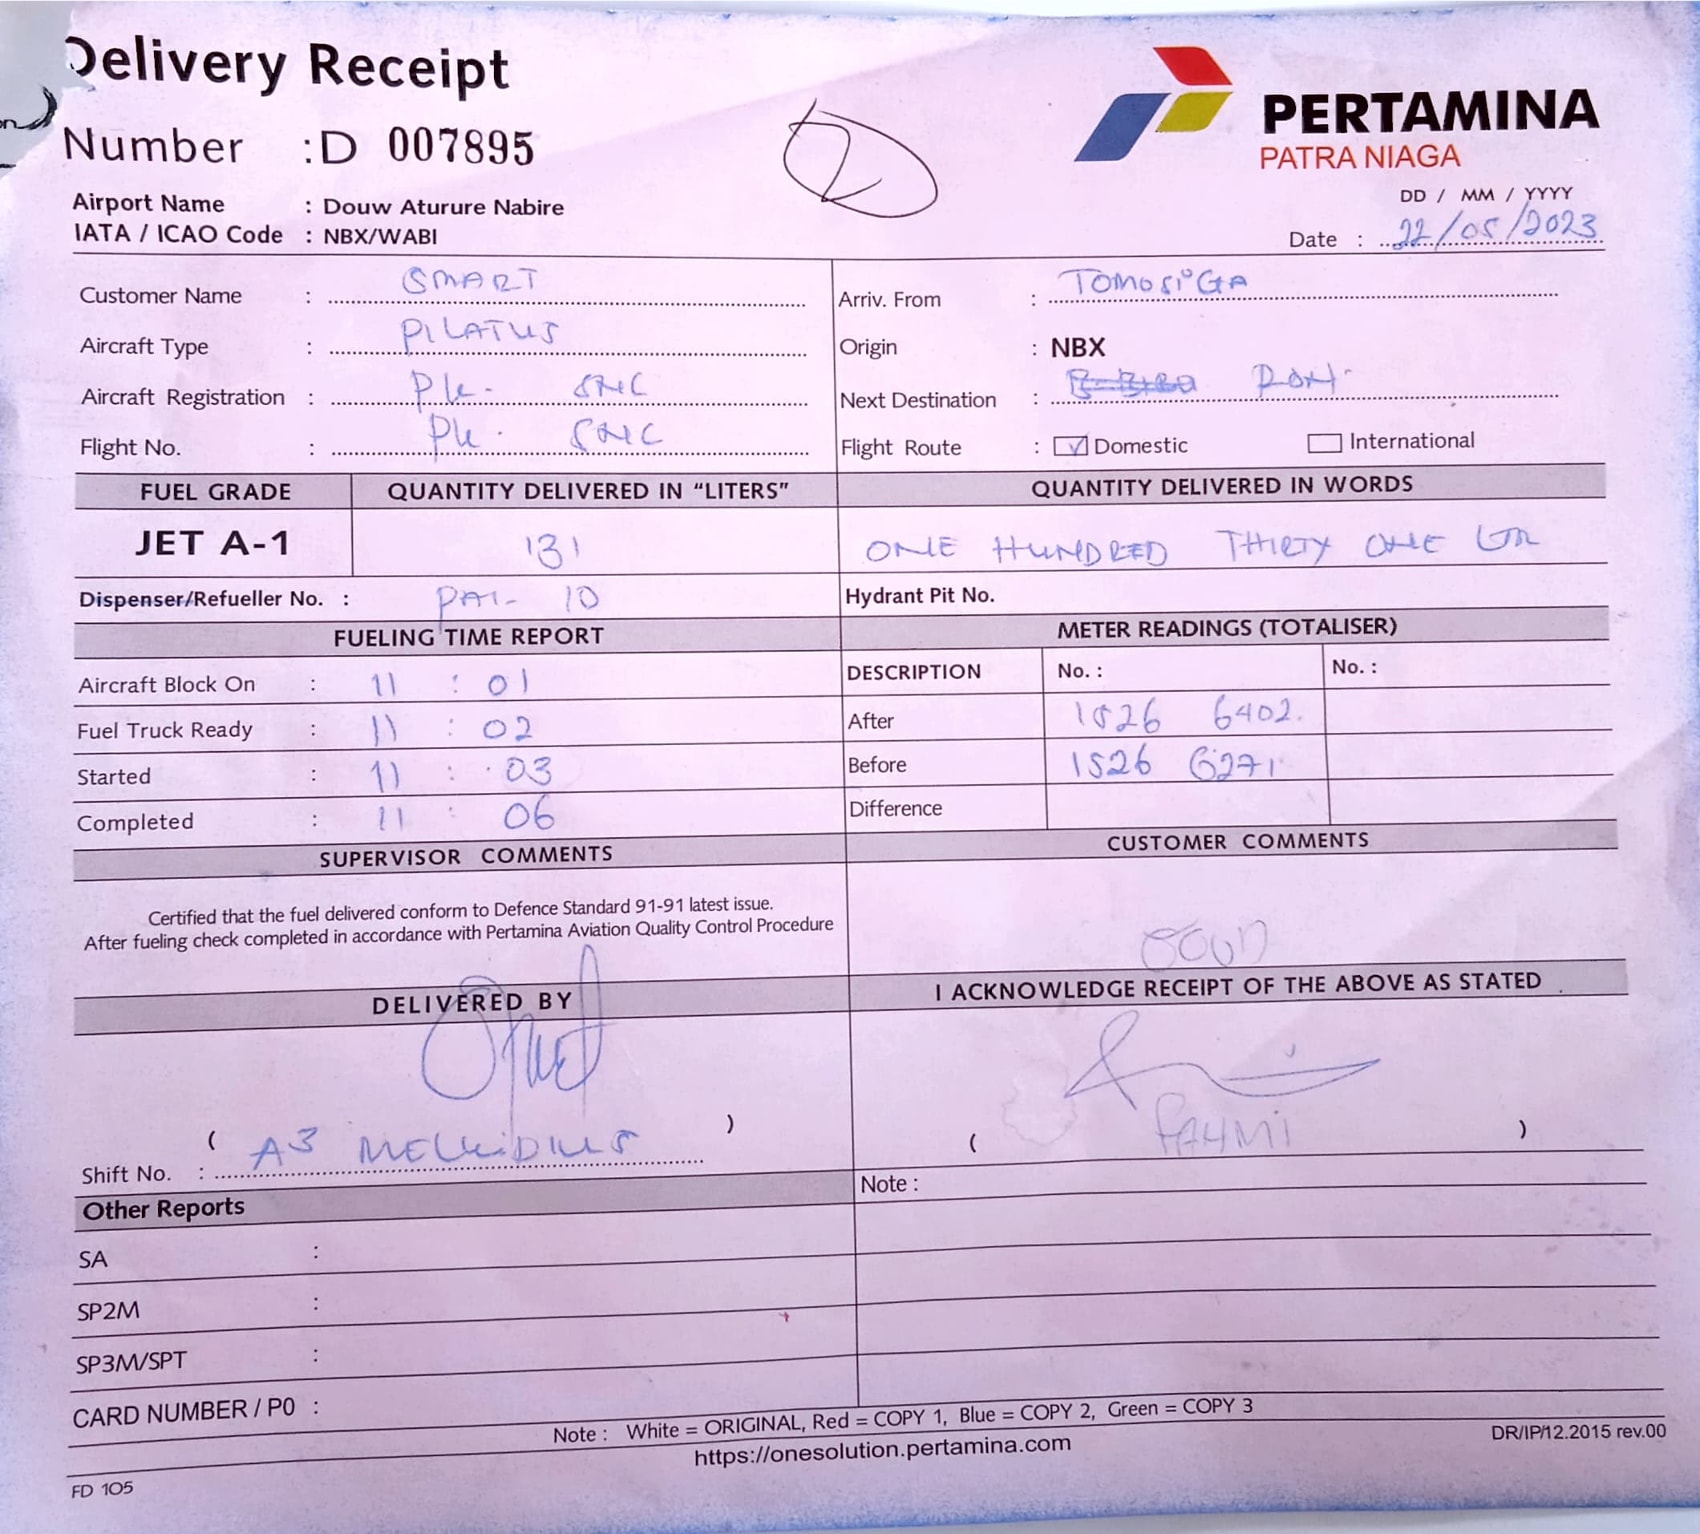 Delivery Receipt
Number : D 007895
PERTAMINA
PATRA NIAGA
Airport Name : Douw Aturure Nabire
IATA / ICAO Code : NBX/WABI
DD / MM / YYYY
Date : 22/05/2023
Customer Name : SMART
Arriv. From : TOMOSIGA
Aircraft Type : PILATUS
Origin : NBX
Aircraft Registration : Pk- SNC
Next Destination :
Flight No. : Pk- SNC
Flight Route : Domestic International
FUEL GRADE QUANTITY DELIVERED IN “LITERS” QUANTITY DELIVERED IN WORDS
JET A-1 131 ONE HUNDRED THIRTY ONE LTR
Dispenser/Refueller No. : 10 Hydrant Pit No.
FUELING TIME REPORT METER READINGS (TOTALISER)
DESCRIPTION No. : No. :
Aircraft Block On : 11 : 01
Fuel Truck Ready : 11 : 02
After 1526 6402.
Started : 11 : 03
Before 1526 6271
Completed : 11 : 06
Difference
SUPERVISOR COMMENTS CUSTOMER COMMENTS
Certified that the fuel delivered conform to Defence Standard 91-91 latest issue.
After fueling check completed in accordance with Pertamina Aviation Quality Control Procedure
GOOD
DELIVERED BY I ACKNOWLEDGE RECEIPT OF THE ABOVE AS STATED
( ) ( FAHMI )
Shift No. : A3 MELKIDIUS
Note :
Other Reports
SA :
SP2M :
SP3M/SPT :
CARD NUMBER / P0 :
Note : White = ORIGINAL, Red = COPY 1, Blue = COPY 2, Green = COPY 3
https://onesolution.pertamina.com
DR/IP/12.2015 rev.00
FD 105